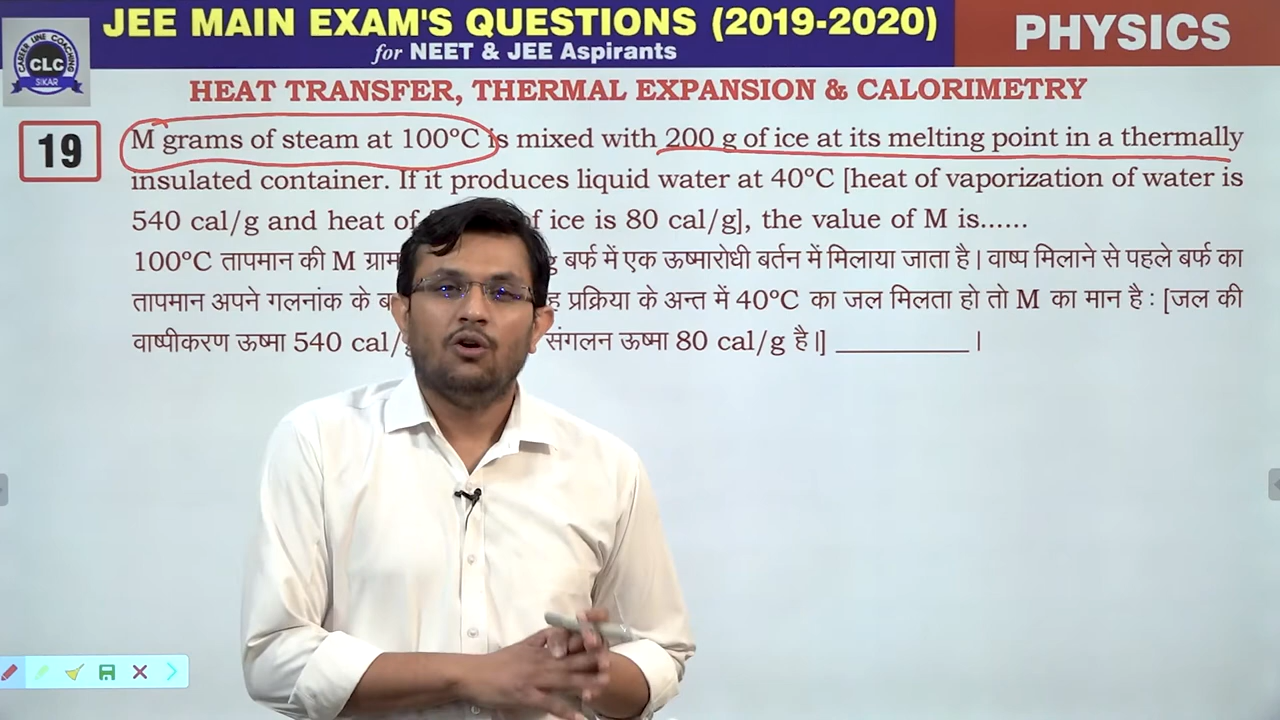 JEE MAIN EXAM'S QUESTIONS (2019-2020)
for NEET & JEE Aspirants
PHYSICS
CAREER LINE COACHING
CLC
SIKAR
HEAT TRANSFER, THERMAL EXPANSION & CALORIMETRY
19
M grams of steam at 100°C is mixed with 200 g of ice at its melting point in a thermally
insulated container. If it produces liquid water at 40°C [heat of vaporization of water is
540 cal/g and heat of of ice is 80 cal/g], the value of M is......
100°C तापमान की M ग्राम बर्फ में एक ऊष्मारोधी बर्तन में मिलाया जाता है। वाष्प मिलाने से पहले बर्फ का
तापमान अपने गलनांक के प्रक्रिया के अन्त में 40°C का जल मिलता हो तो M का मान है : [जल की
वाष्पीकरण ऊष्मा 540 cal/ संगलन ऊष्मा 80 cal/g है।] __________ |